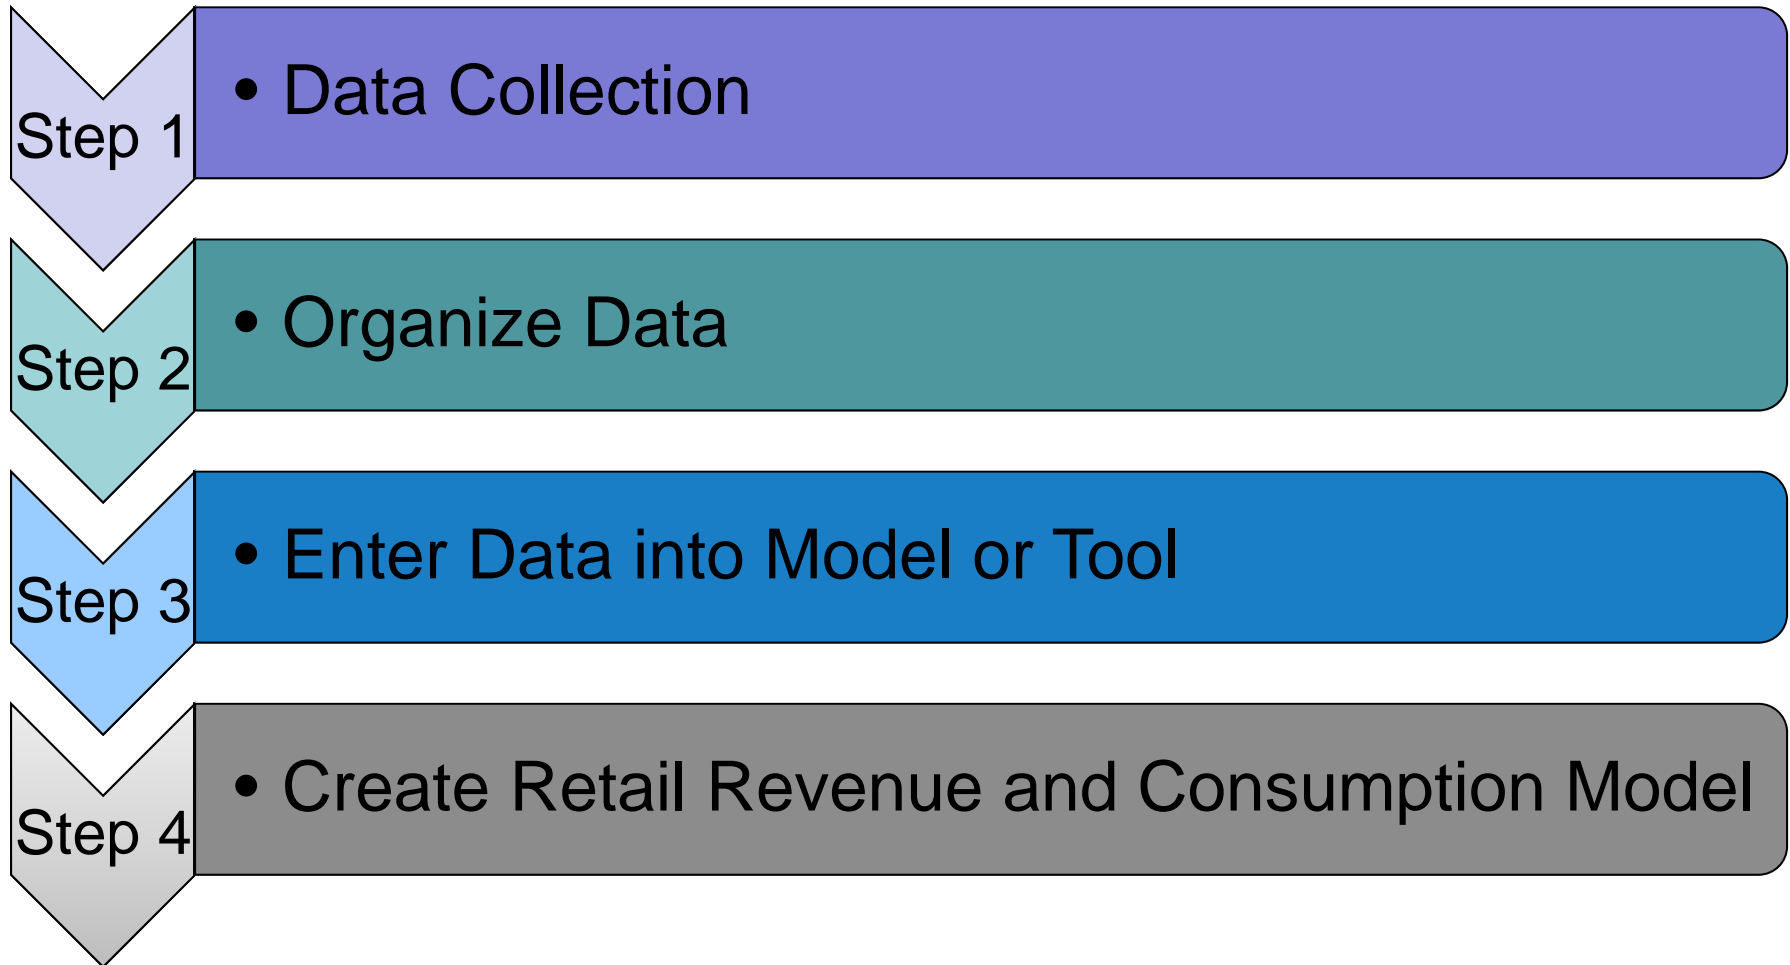 Step 1
• Data Collection
Step 2
• Organize Data
Step 3
• Enter Data into Model or Tool
Step 4
• Create Retail Revenue and Consumption Model